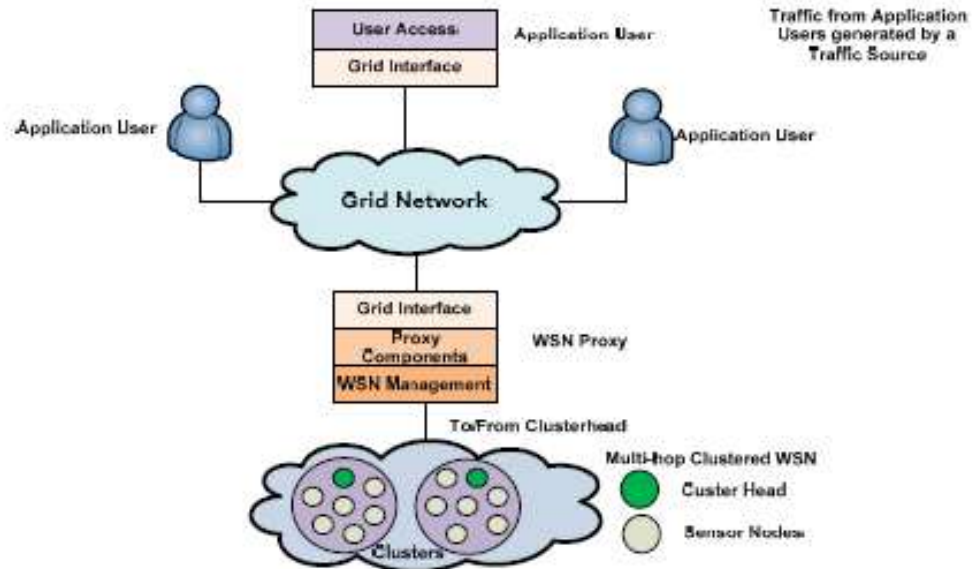 User Access
Application User
Grid Interface
Traffic from Application
Users generated by a
Traffic Source
Application User
Application User
Grid Network
Grid Interface
Proxy
Components
WSN Management
WSN Proxy
To/From Clusterhead
Multi-hop Clustered WSN
Custer Head
Sensor Nodes
Clusters